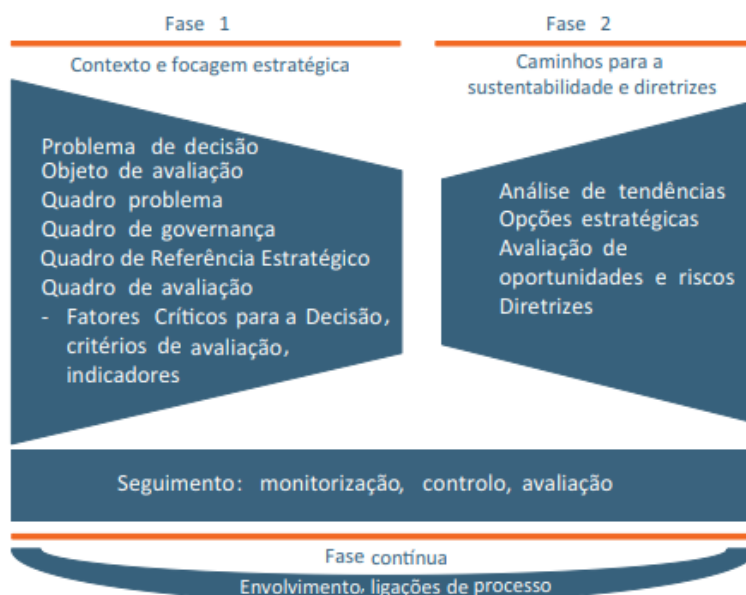 Fase 1
Contexto e focagem estratégica
Problema de decisão
Objeto de avaliação
Quadro problema
Quadro de governança
Quadro de Referência Estratégico
Quadro de avaliação
- Fatores Críticos para a Decisão,
critérios de avaliação,
indicadores
Fase 2
Caminhos para a
sustentabilidade e diretrizes
Análise de tendências
Opções estratégicas
Avaliação de
oportunidades e riscos
Diretrizes
Seguimento: monitorização, controlo, avaliação
Fase contínua
Envolvimento, ligações de processo